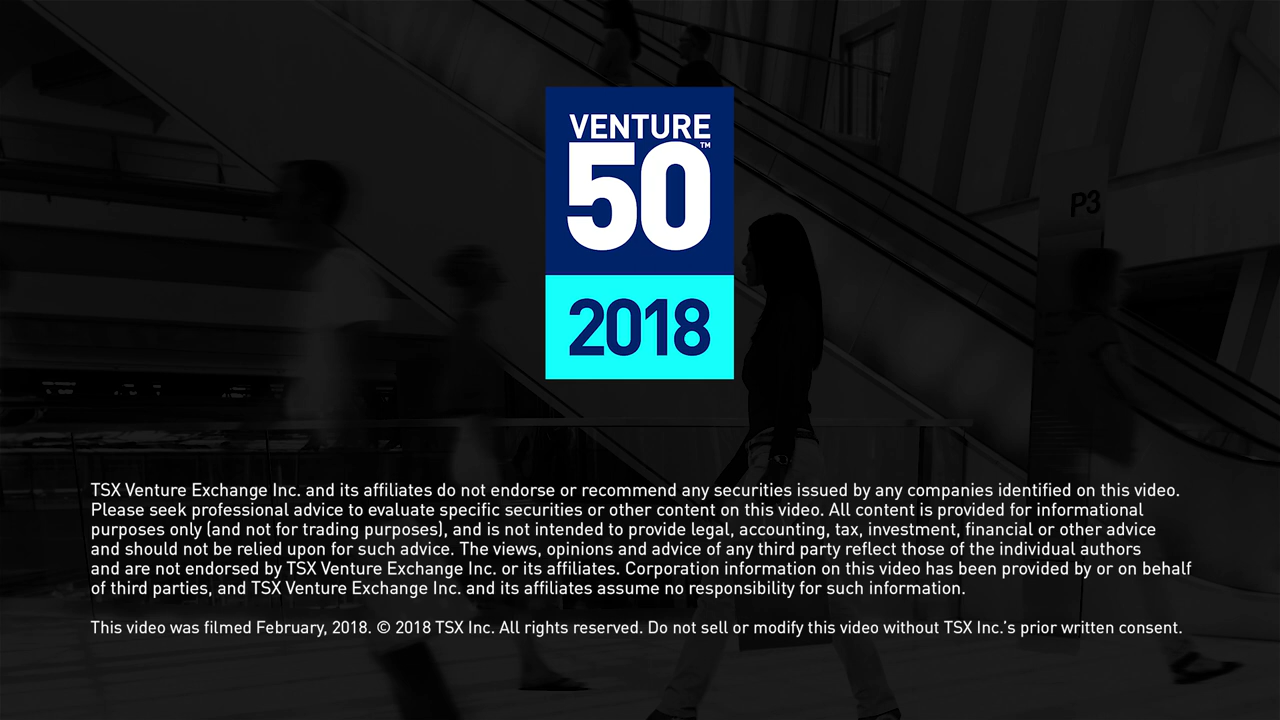 VENTURE
50™
2018
P3
TSX Venture Exchange Inc. and its affiliates do not endorse or recommend any securities issued by any companies identified on this video.
Please seek professional advice to evaluate specific securities or other content on this video. All content is provided for informational
purposes only (and not for trading purposes), and is not intended to provide legal, accounting, tax, investment, financial or other advice
and should not be relied upon for such advice. The views, opinions and advice of any third party reflect those of the individual authors
and are not endorsed by TSX Venture Exchange Inc. or its affiliates. Corporation information on this video has been provided by or on behalf
of third parties, and TSX Venture Exchange Inc. and its affiliates assume no responsibility for such information.
This video was filmed February, 2018. © 2018 TSX Inc. All rights reserved. Do not sell or modify this video without TSX Inc.'s prior written consent.